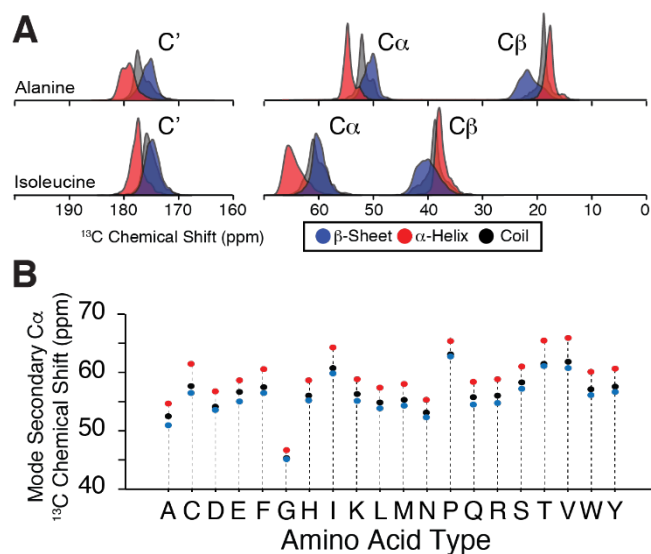 A
C’ Cα Cβ
Alanine
C’ Cα Cβ
Isoleucine
190 180 170 160 60 50 40 30 20 10 0
¹³C Chemical Shift (ppm)
β-Sheet α-Helix Coil
B
Mode Secondary Cα
¹³C Chemical Shift (ppm)
70
60
50
40
A C D E F G H I K L M N P Q R S T V W Y
Amino Acid Type